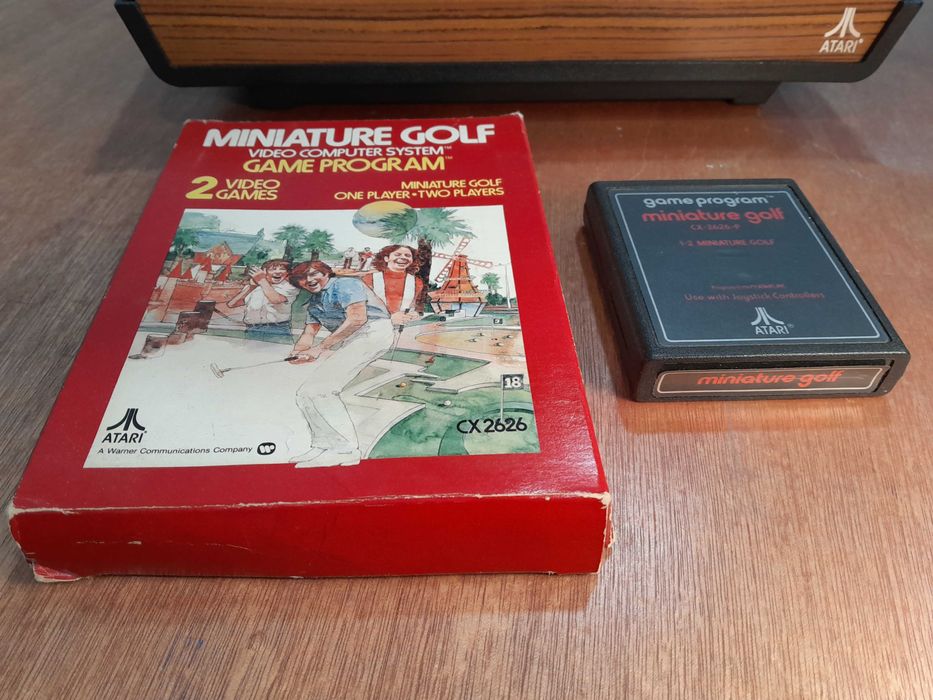 ATARI®
MINIATURE GOLF
VIDEO COMPUTER SYSTEM™
GAME PROGRAM™
2 VIDEO GAMES
MINIATURE GOLF
ONE PLAYER • TWO PLAYERS
18
CX2626
ATARI®
A Warner Communications Company
game program™
miniature golf
CX-2626-P
1-2 MINIATURE GOLF
Use with Joystick Controllers
ATARI®
miniature golf